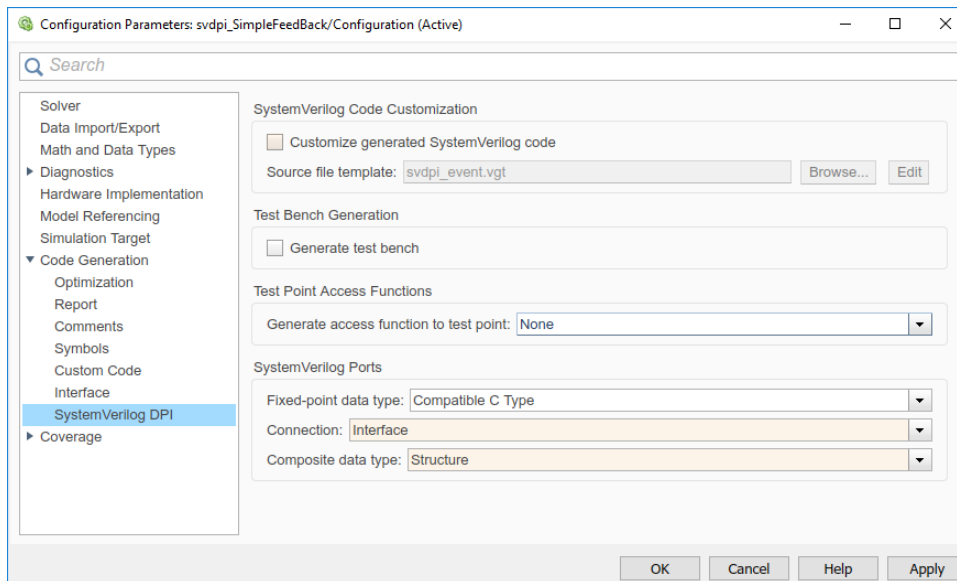 Configuration Parameters: svdpi_SimpleFeedBack/Configuration (Active)
Search
Solver
Data Import/Export
Math and Data Types
Diagnostics
Hardware Implementation
Model Referencing
Simulation Target
Code Generation
Optimization
Report
Comments
Symbols
Custom Code
Interface
SystemVerilog DPI
Coverage
SystemVerilog Code Customization
Customize generated SystemVerilog code
Source file template: svdpi_event.vgt Browse... Edit
Test Bench Generation
Generate test bench
Test Point Access Functions
Generate access function to test point: None
SystemVerilog Ports
Fixed-point data type: Compatible C Type
Connection: Interface
Composite data type: Structure
OK Cancel Help Apply